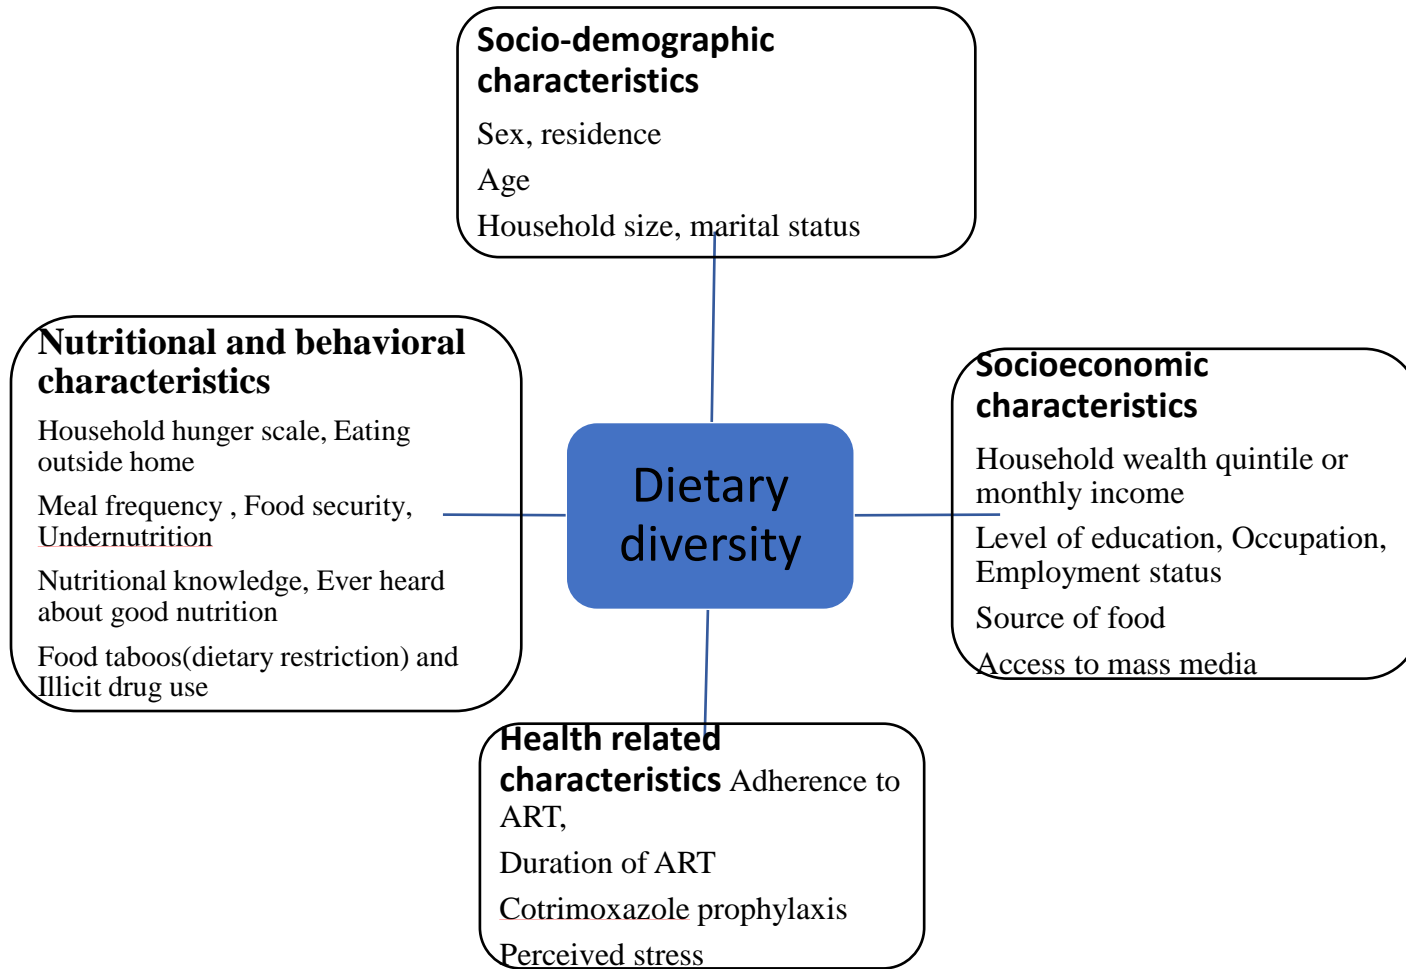 Socio-demographic
characteristics
Sex, residence
Age
Household size, marital status
Nutritional and behavioral
characteristics
Household hunger scale, Eating
outside home
Meal frequency , Food security,
Undernutrition
Nutritional knowledge, Ever heard
about good nutrition
Food taboos(dietary restriction) and
Illicit drug use
Dietary
diversity
Socioeconomic
characteristics
Household wealth quintile or
monthly income
Level of education, Occupation,
Employment status
Source of food
Access to mass media
Health related
characteristics Adherence to
ART,
Duration of ART
Cotrimoxazole prophylaxis
Perceived stress